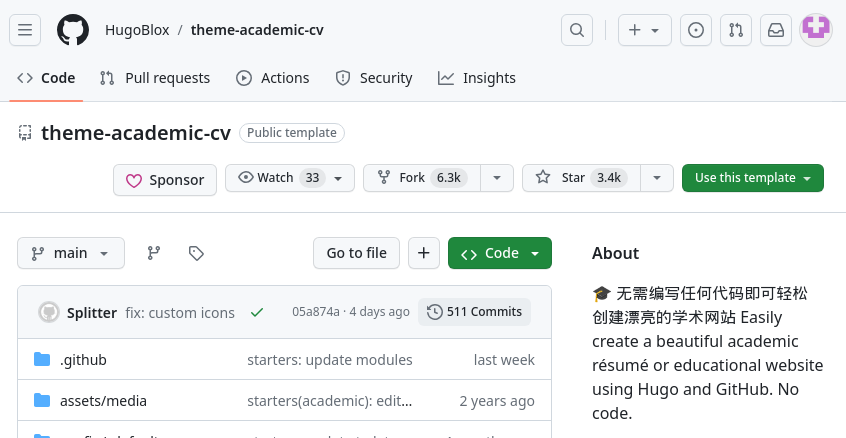 HugoBlox / theme-academic-cv
Code Pull requests Actions Security Insights
theme-academic-cv Public template
Sponsor Watch 33 Fork 6.3k Star 3.4k Use this template
main Go to file Code
Splitter fix: custom icons 05a874a · 4 days ago 511 Commits
.github starters: update modules last week
assets/media starters(academic): edit... 2 years ago
About
🎓 无需编写任何代码即可轻松
创建漂亮的学术网站 Easily
create a beautiful academic
résumé or educational website
using Hugo and GitHub. No
code.